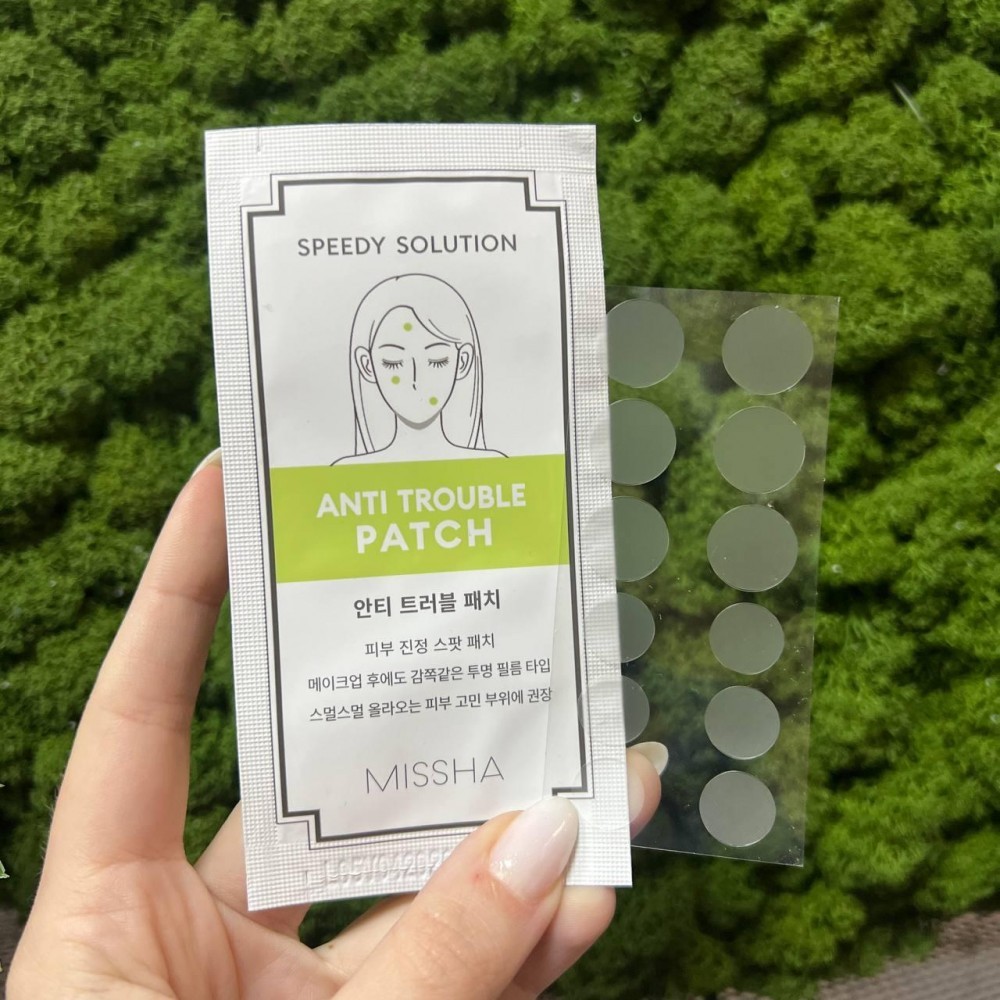 SPEEDY SOLUTION
ANTI TROUBLE
PATCH
안티 트러블 패치
피부 진정 스팟 패치
메이크업 후에도 감쪽같은 투명 필름 타입
스멀스멀 올라오는 피부 고민 부위에 권장
MISSHA